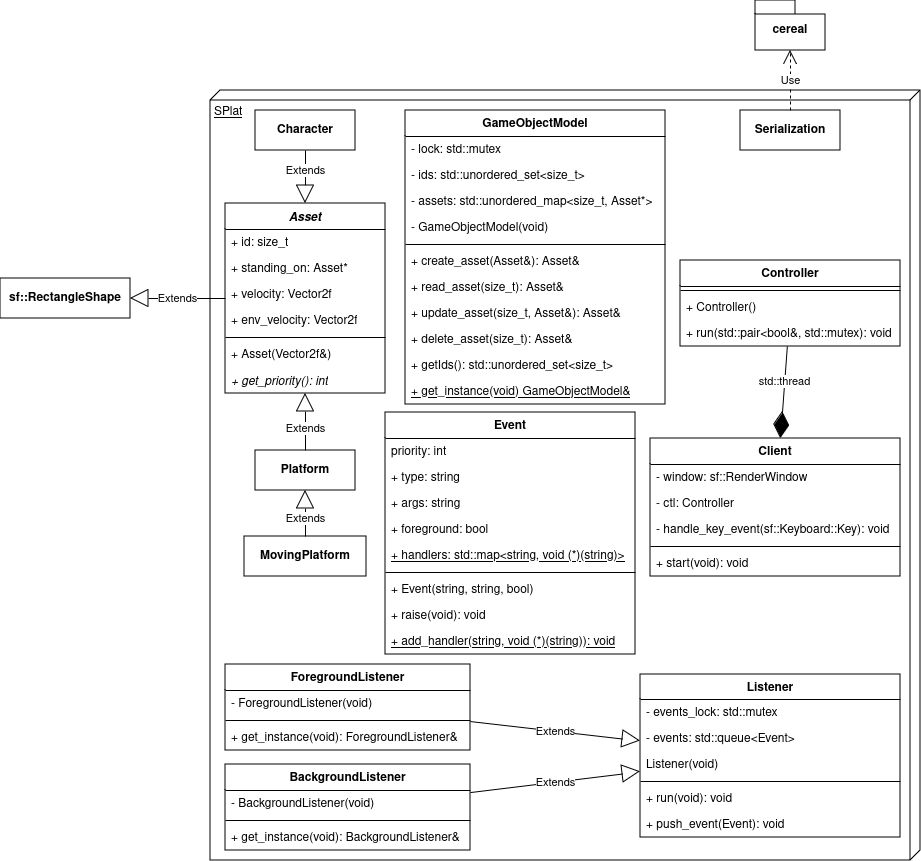 cereal
Use
SPlat
Character
Extends
Asset
+ id: size_t
+ standing_on: Asset*
+ velocity: Vector2f
+ env_velocity: Vector2f
+ Asset(Vector2f&)
+ get_priority(): int
sf::RectangleShape
Extends
Extends
Platform
Extends
MovingPlatform
GameObjectModel
- lock: std::mutex
- ids: std::unordered_set<size_t>
- assets: std::unordered_map<size_t, Asset*>
- GameObjectModel(void)
+ create_asset(Asset&): Asset&
+ read_asset(size_t): Asset&
+ update_asset(size_t, Asset&): Asset&
+ delete_asset(size_t): Asset&
+ getIds(): std::unordered_set<size_t>
+ get_instance(void) GameObjectModel&
Serialization
Controller
+ Controller()
+ run(std::pair<bool&, std::mutex): void
std::thread
Client
- window: sf::RenderWindow
- ctl: Controller
- handle_key_event(sf::Keyboard::Key): void
+ start(void): void
Event
priority: int
+ type: string
+ args: string
+ foreground: bool
+ handlers: std::map<string, void (*)(string)>
+ Event(string, string, bool)
+ raise(void): void
+ add_handler(string, void (*)(string)): void
ForegroundListener
- ForegroundListener(void)
+ get_instance(void): ForegroundListener&
Extends
BackgroundListener
- BackgroundListener(void)
+ get_instance(void): BackgroundListener&
Extends
Listener
- events_lock: std::mutex
- events: std::queue<Event>
Listener(void)
+ run(void): void
+ push_event(Event): void